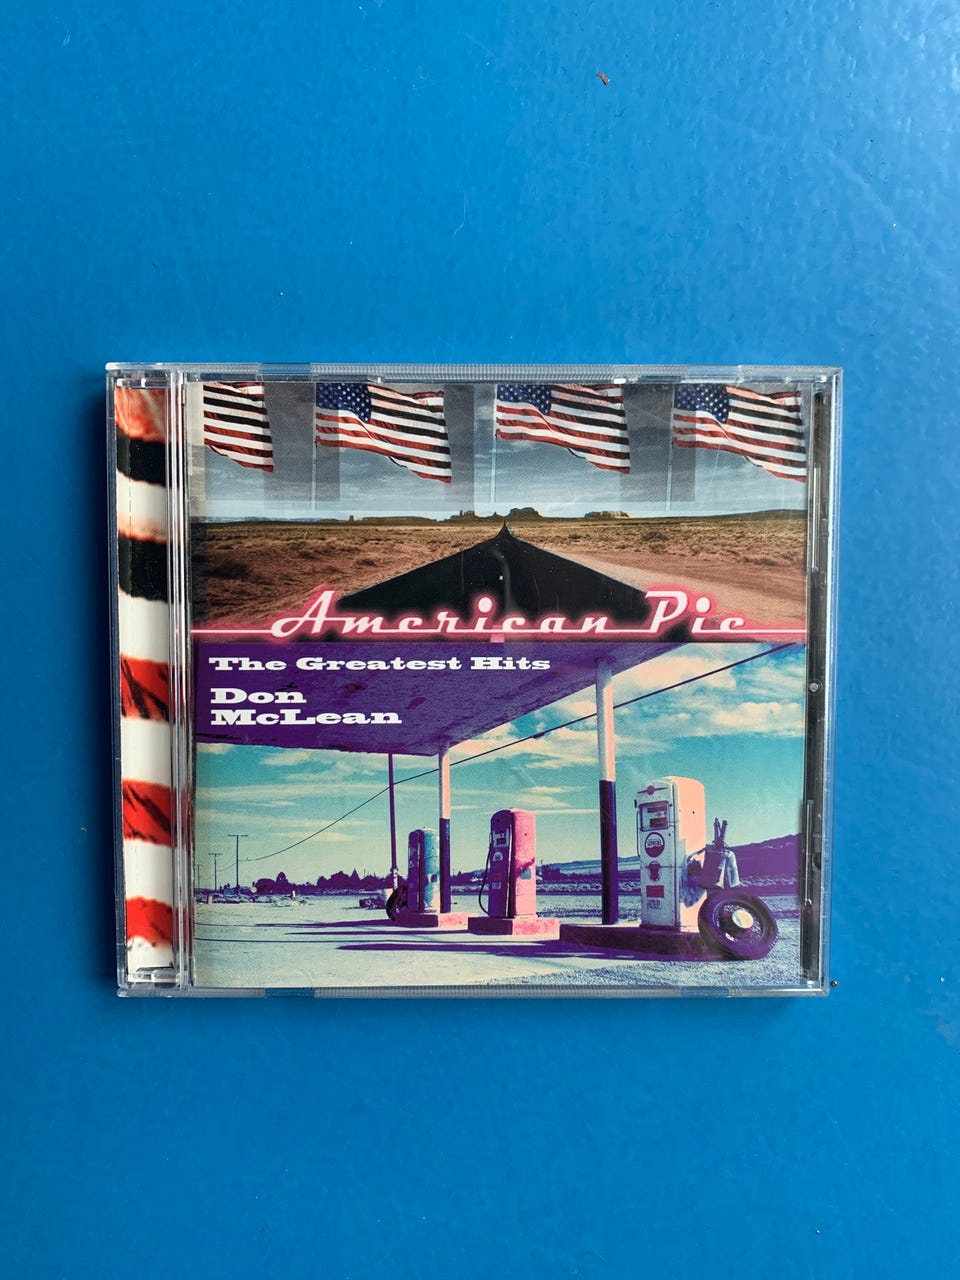 American Pie
The Greatest Hits
Don
McLean